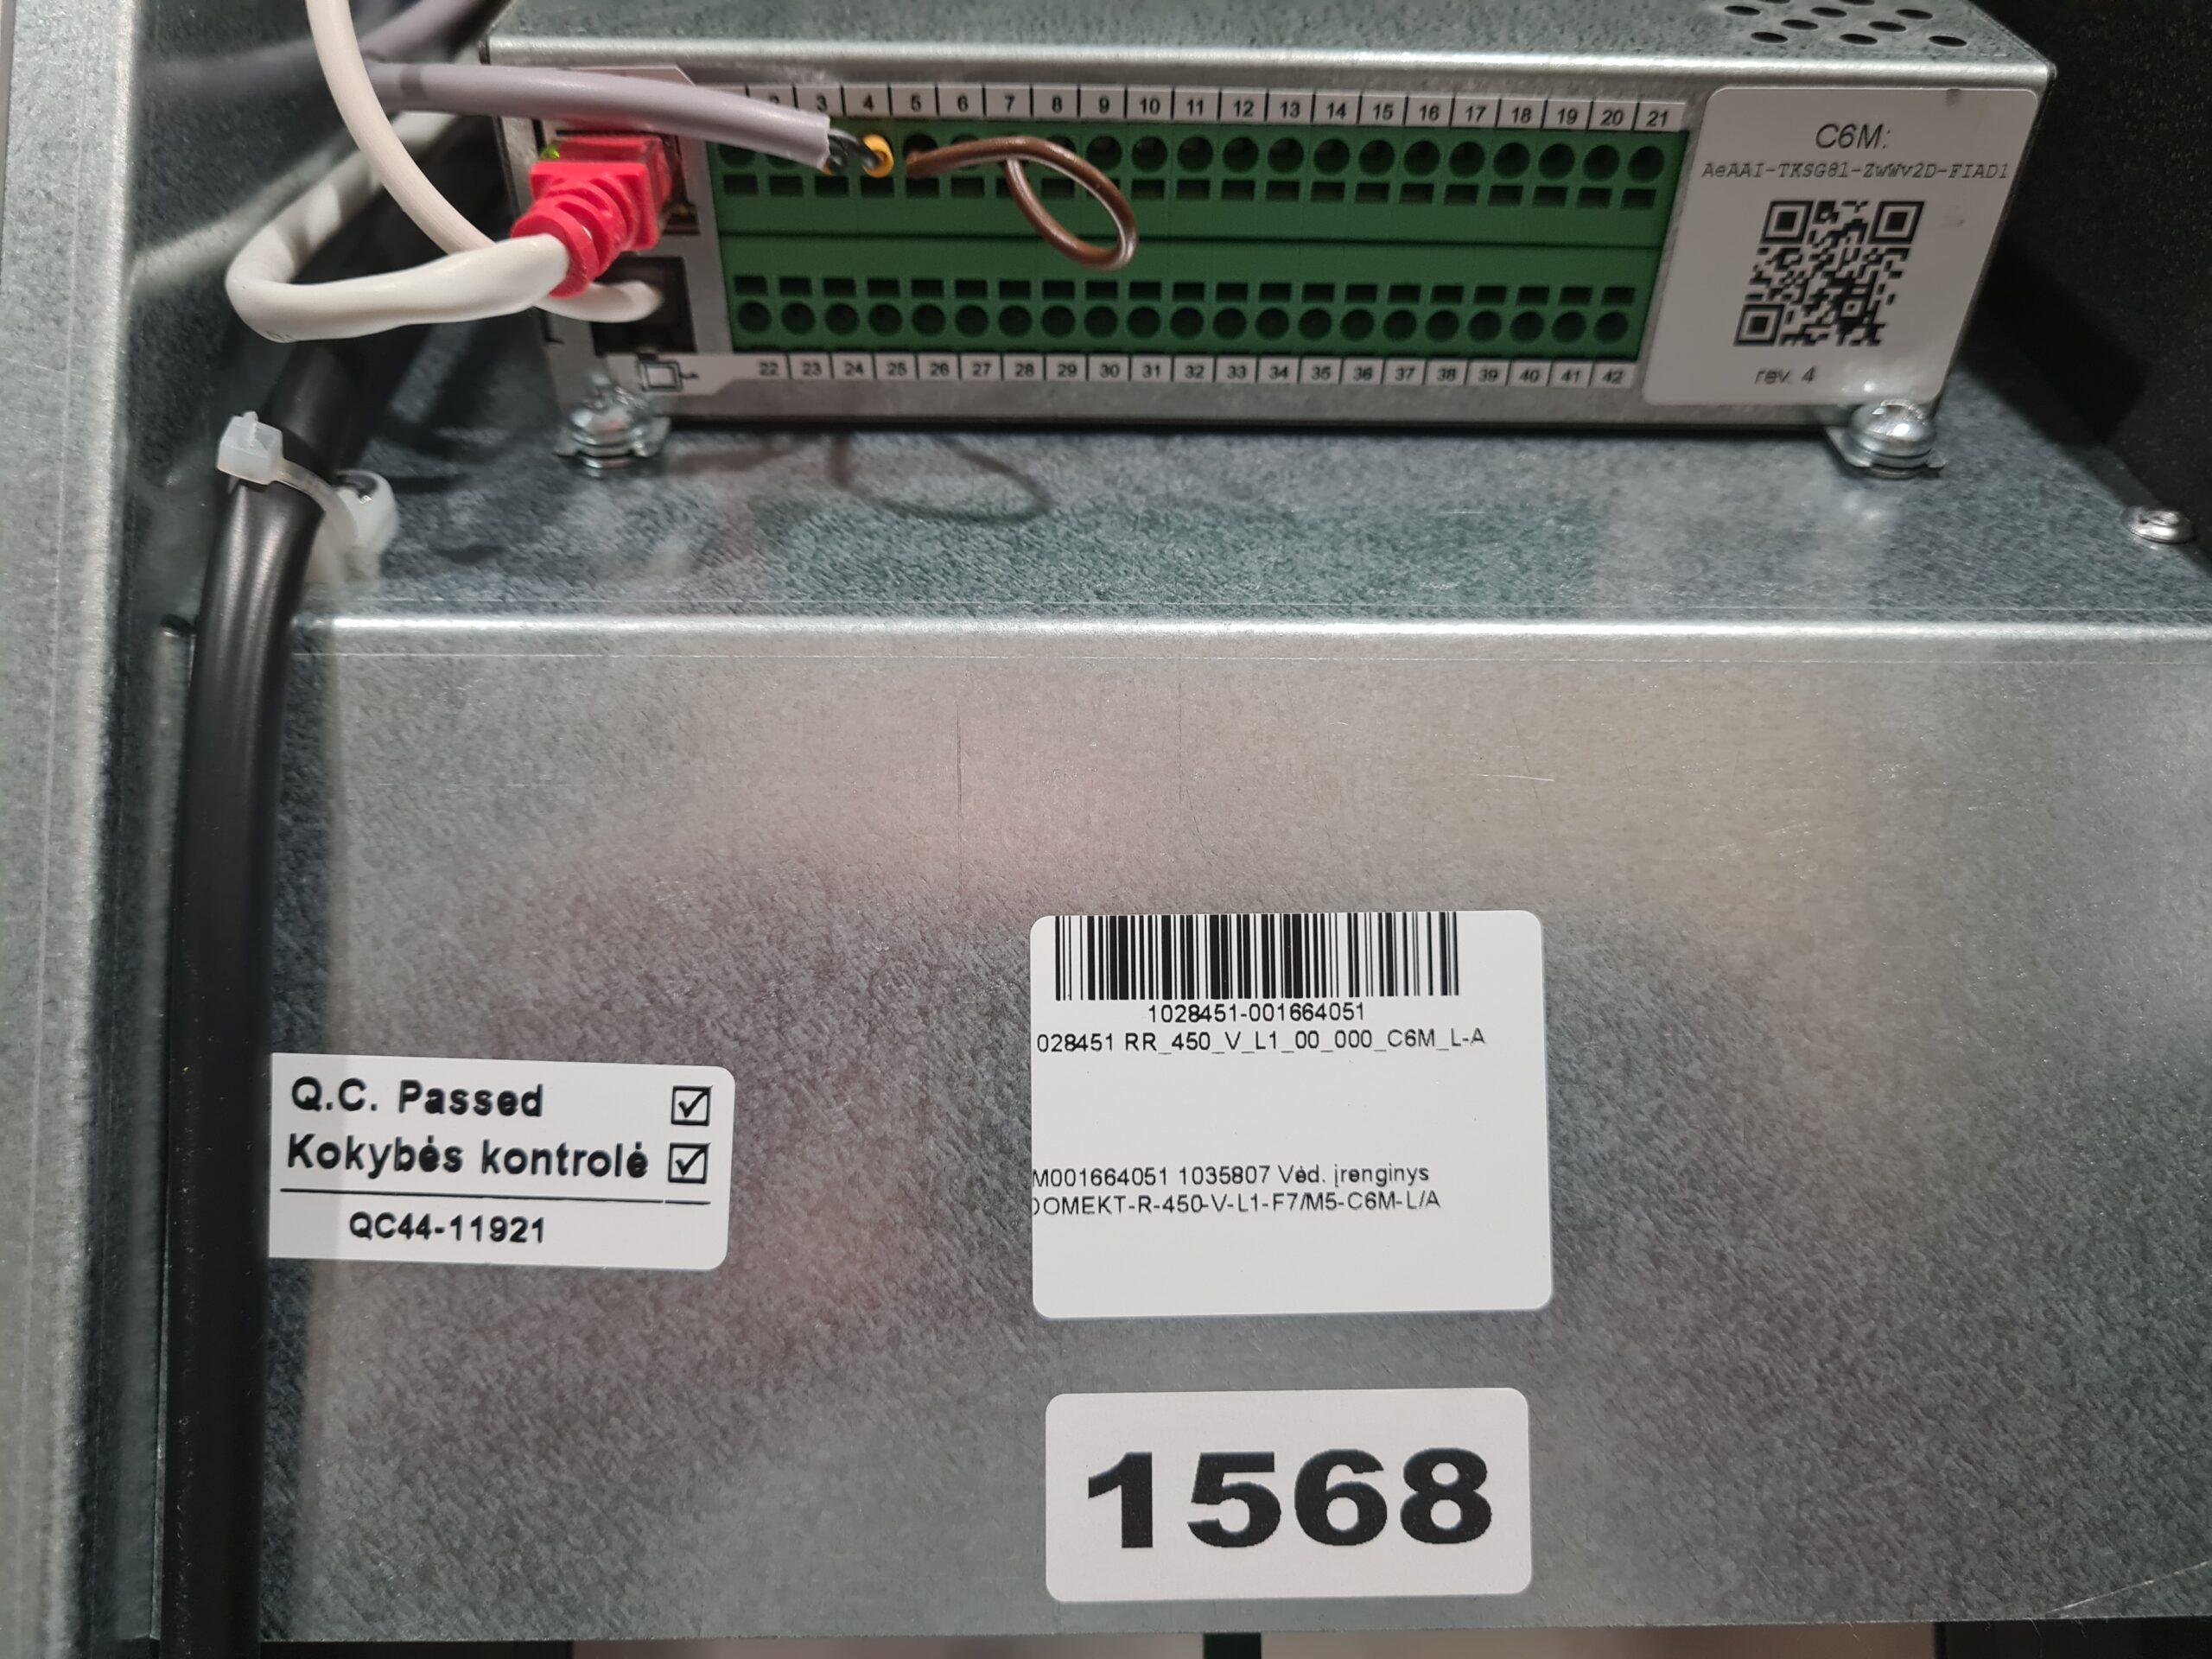 2 3 4 5 6 7 8 9 10 11 12 13 14 15 16 17 18 19 20 21
C6M:
AeAAI-TKSG8l-ZwWv2D-FIAD1
22 23 24 25 26 27 28 29 30 31 32 33 34 35 36 37 38 39 40 41 42
rev. 4
1028451-001664051
028451 RR_450_V_L1_00_000_C6M_L-A
M001664051 1035807 Vėd. įrenginys
DOMEKT-R-450-V-L1-F7/M5-C6M-L/A
Q.C. Passed
Kokybės kontrolė
QC44-11921
1568